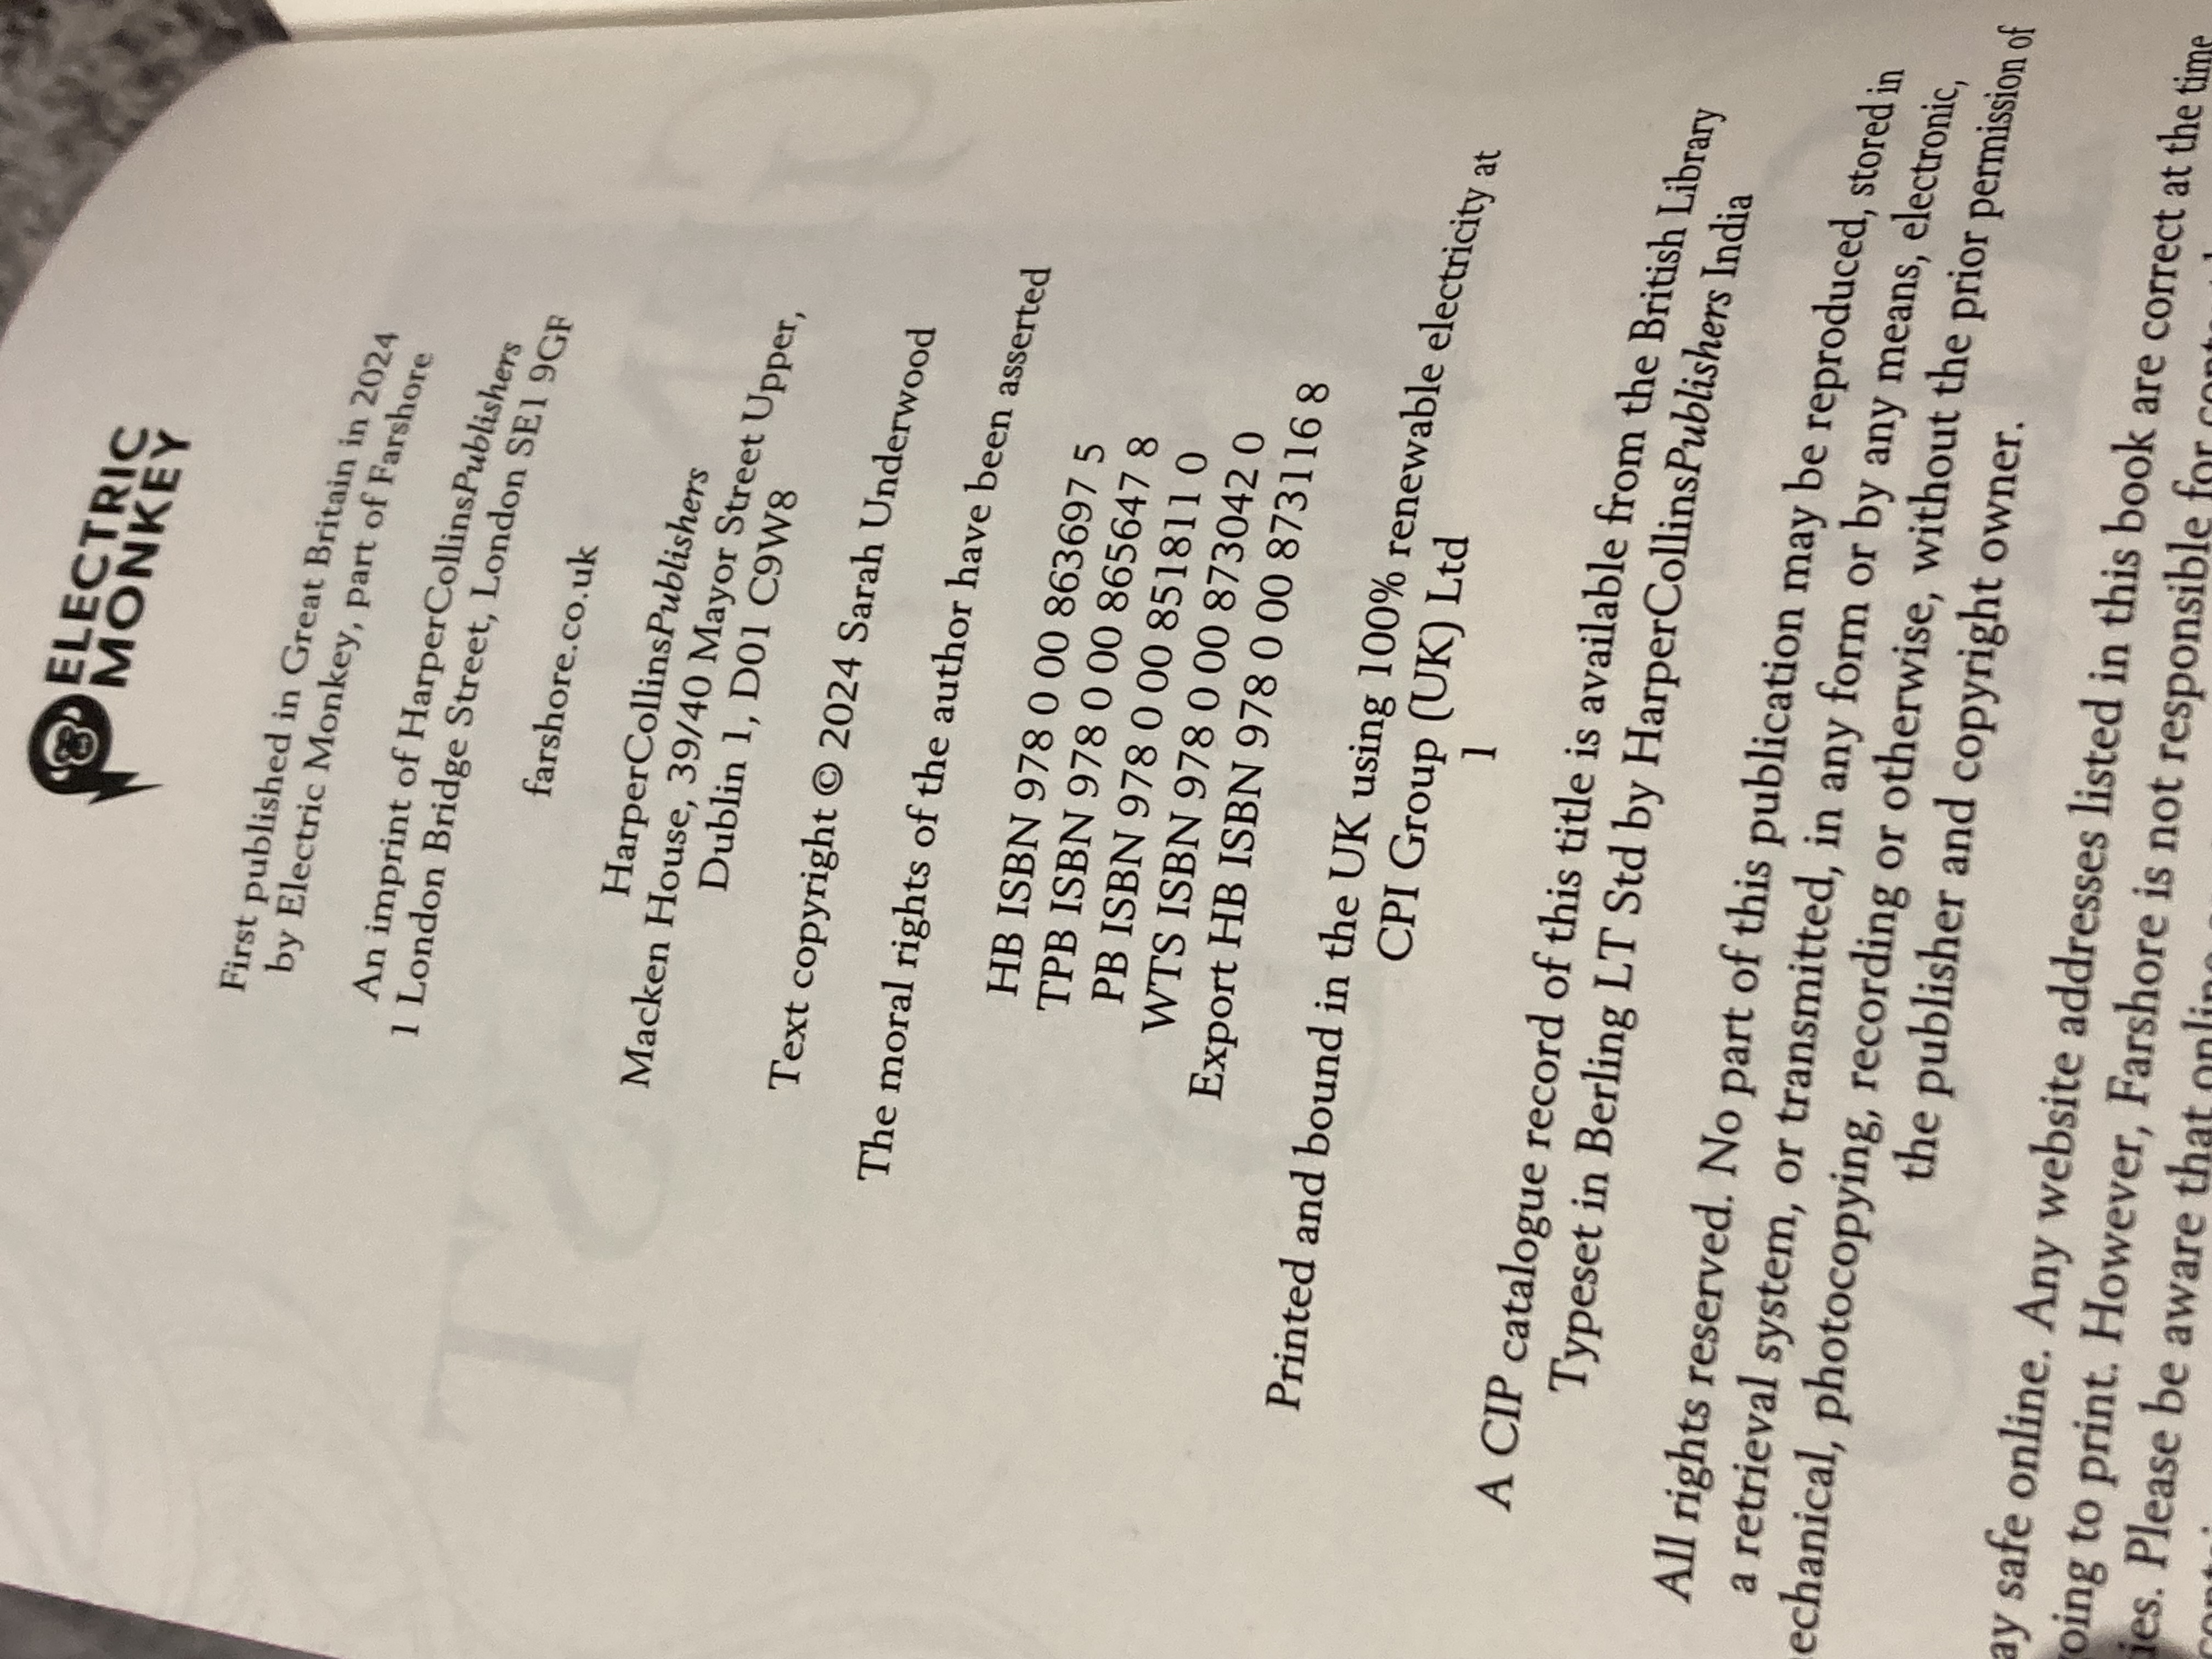 ELECTRIC
MONKEY
First published in Great Britain in 2024
by Electric Monkey, part of Farshore
An imprint of HarperCollinsPublishers
1 London Bridge Street, London SE1 9GF
farshore.co.uk
HarperCollinsPublishers
Macken House, 39/40 Mayor Street Upper,
Dublin 1, D01 C9W8
Text copyright © 2024 Sarah Underwood
The moral rights of the author have been asserted
HB ISBN 978 0 00 863697 5
TPB ISBN 978 0 00 865647 8
PB ISBN 978 0 00 851811 0
WTS ISBN 978 0 00 873042 0
Export HB ISBN 978 0 00 873116 8
Printed and bound in the UK using 100% renewable electricity at
CPI Group (UK) Ltd
1
A CIP catalogue record of this title is available from the British Library
Typeset in Berling LT Std by HarperCollinsPublishers India
All rights reserved. No part of this publication may be reproduced, stored in
a retrieval system, or transmitted, in any form or by any means, electronic,
echanical, photocopying, recording or otherwise, without the prior permission of
the publisher and copyright owner.
ay safe online. Any website addresses listed in this book are correct at the time
oing to print. However, Farshore is not responsible for
ies. Please be aware that online